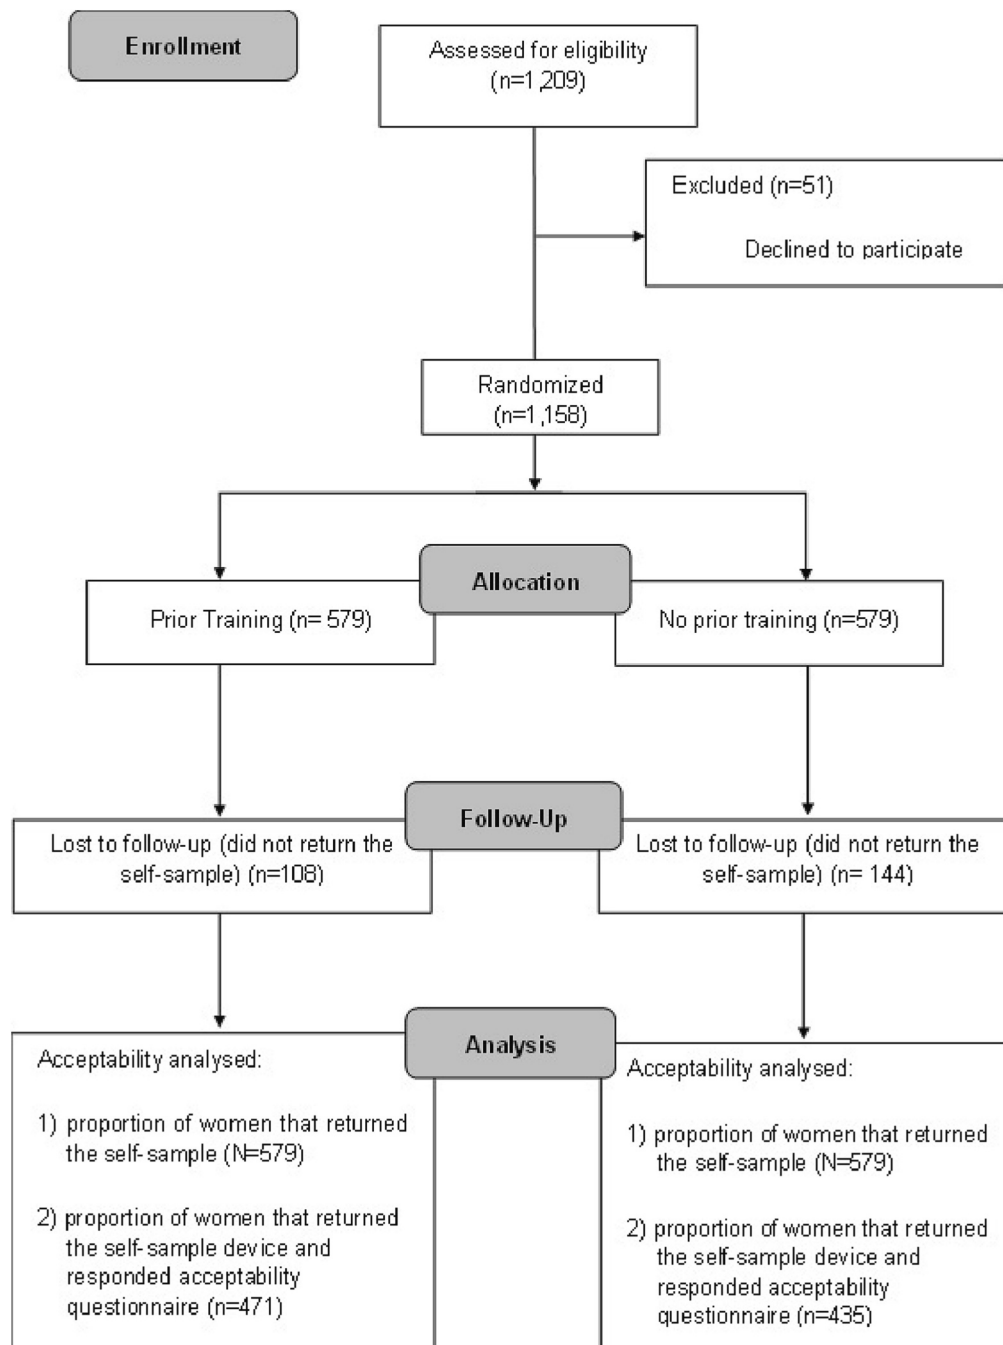 Enrollment
Assessed for eligibility
(n=1,209)
Excluded (n=51)
Declined to participate
Randomized
(n=1,158)
Allocation
Prior Training (n= 579)
No prior training (n=579)
Follow-Up
Lost to follow-up (did not return the
self-sample) (n=108)
Lost to follow-up (did not return the
self-sample) (n= 144)
Analysis
Acceptability analysed:
1) proportion of women that returned
the self-sample (N=579)
2) proportion of women that returned
the self-sample device and
responded acceptability
questionnaire (n=471)
Acceptability analysed:
1) proportion of women that returned
the self-sample (N=579)
2) proportion of women that returned
the self-sample device and
responded acceptability
questionnaire (n=435)